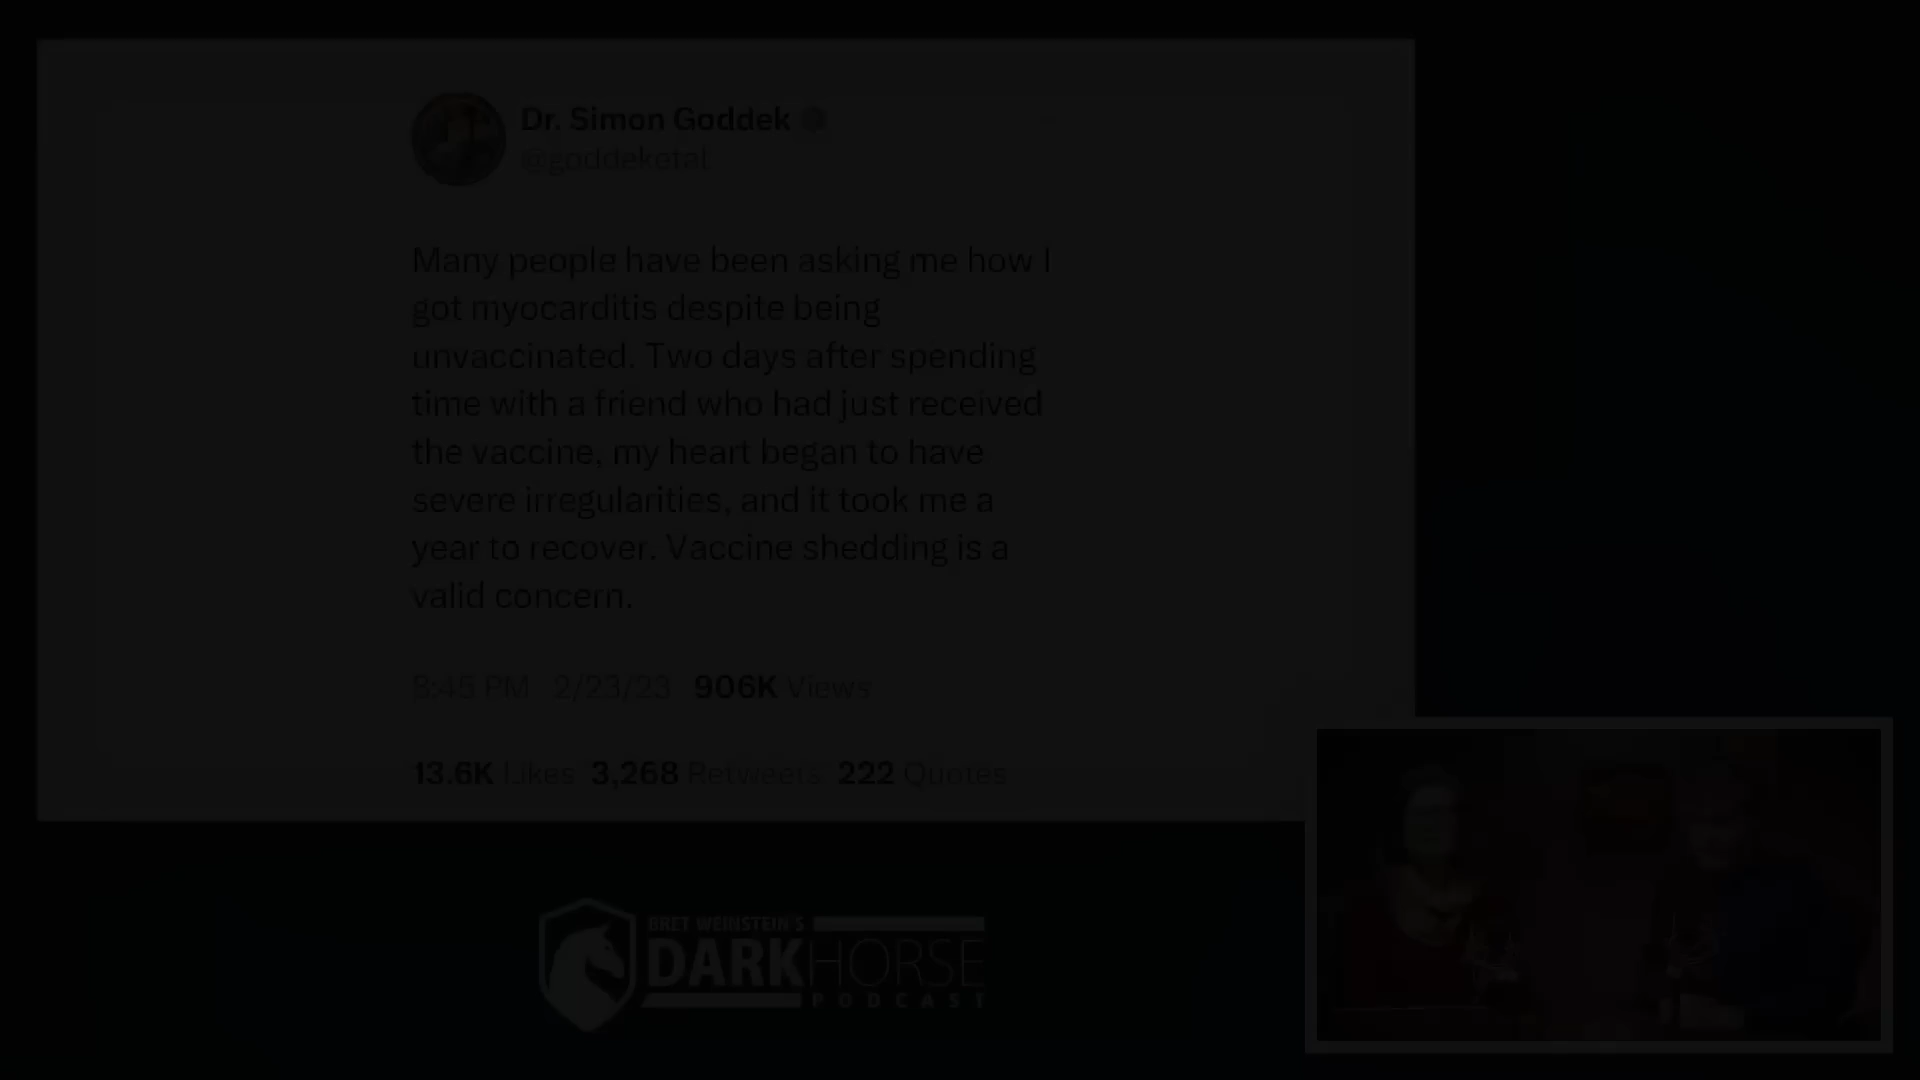 Dr. Simon Goddek
@goddeketal
Many people have been asking me how I
got myocarditis despite being
unvaccinated. Two days after spending
time with a friend who had just received
the vaccine, my heart began to have
severe irregularities, and it took me a
year to recover. Vaccine shedding is a
valid concern.
8:45 PM 2/23/23 906K Views
13.6K Likes 3,268 Retweets 222 Quotes
BRET WEINSTEIN'S
DARKHORSE
PODCAST